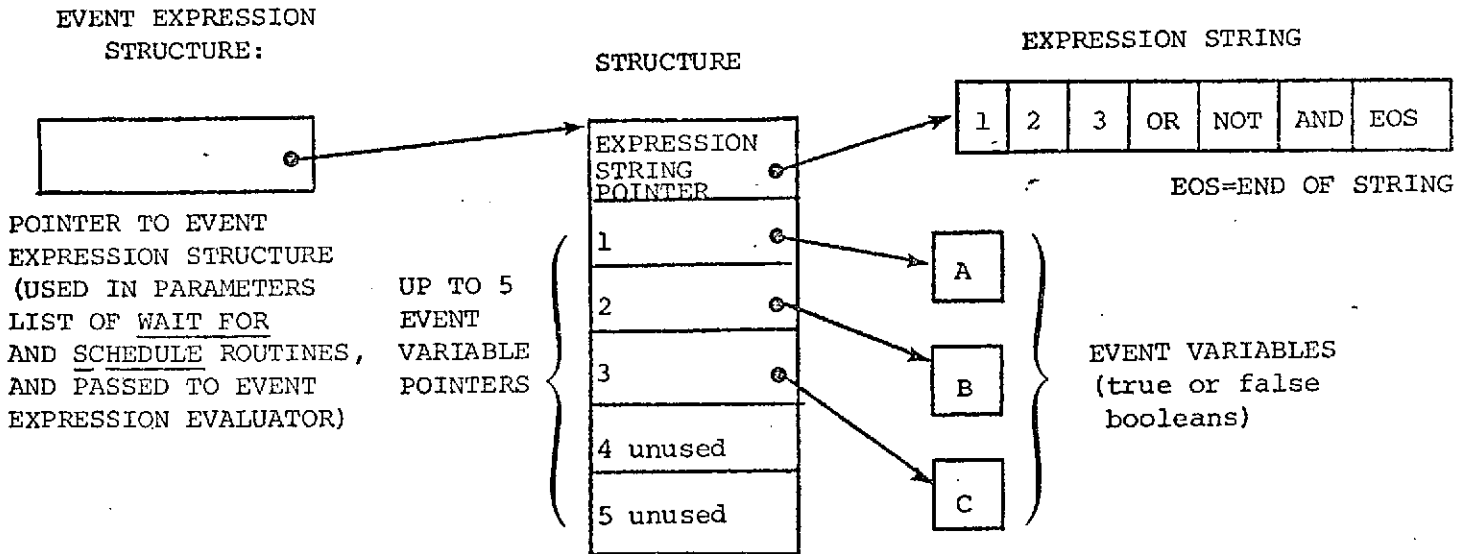 EVENT EXPRESSION
STRUCTURE:
POINTER TO EVENT
EXPRESSION STRUCTURE
(USED IN PARAMETERS
LIST OF WAIT FOR
AND SCHEDULE ROUTINES,
AND PASSED TO EVENT
EXPRESSION EVALUATOR)
UP TO 5
EVENT
VARIABLE
POINTERS
STRUCTURE
EXPRESSION
STRING
POINTER
1
2
3
4 unused
5 unused
EXPRESSION STRING
1 2 3 OR NOT AND EOS
EOS=END OF STRING
A
B
C
EVENT VARIABLES
(true or false
booleans)